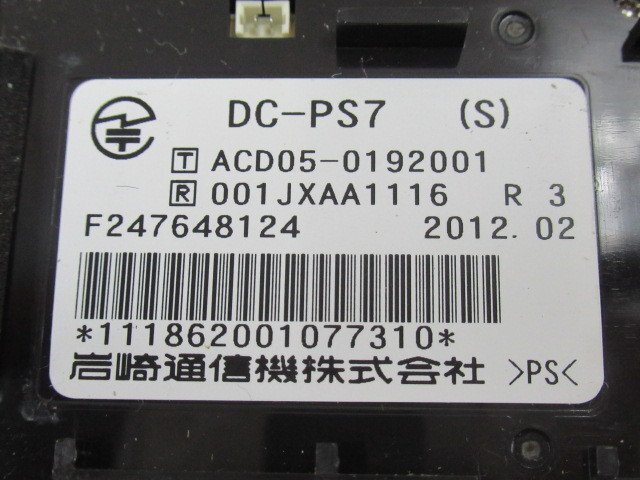 DC-PS7 (S)
T ACD05-0192001
R 001JXAA1116 R 3
F247648124 2012.02
*111862001077310*
岩崎通信機株式会社 >PS<